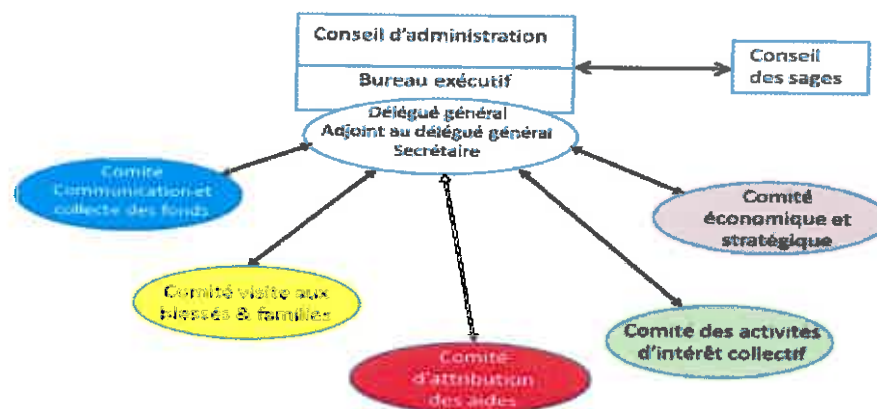 Conseil d'administration
Bureau exécutif
Conseil
des sages
Délégué général
Adjoint au délégué général
Secrétaire
Comité
Communication et
collecte des fonds
Comité
économique et
stratégique
Comité visite aux
blessés & familles
Comite des activites
d'intérêt collectif
Comité
d'attribution
des aides